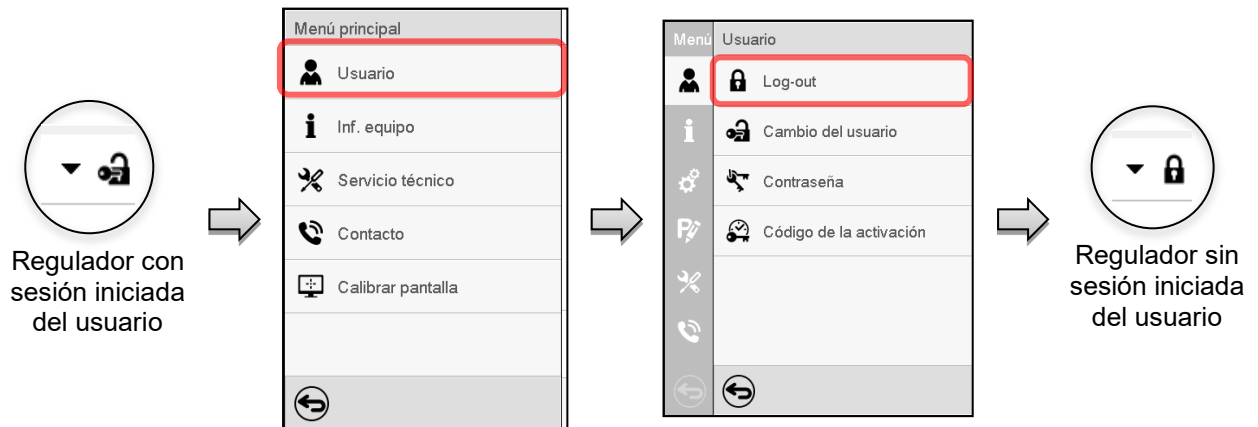 Regulador con
sesión iniciada
del usuario
Menú principal
Usuario
Inf. equipo
Servicio técnico
Contacto
Calibrar pantalla
Menú
Usuario
Log-out
Cambio del usuario
Contraseña
Código de la activación
Regulador sin
sesión iniciada
del usuario